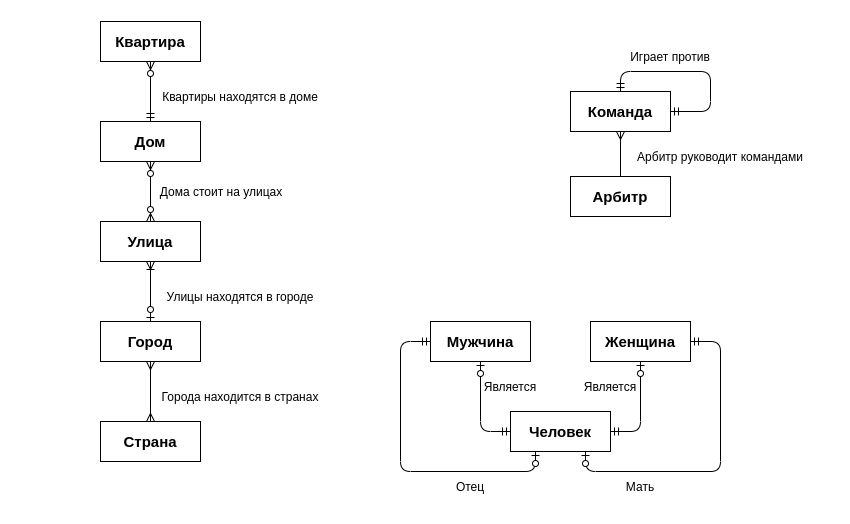 Квартира
Квартиры находятся в доме
Дом
Дома стоит на улицах
Улица
Улицы находятся в городе
Город
Города находится в странах
Страна
Играет против
Команда
Арбитр руководит командами
Арбитр
Мужчина
Женщина
Является
Является
Человек
Отец
Мать